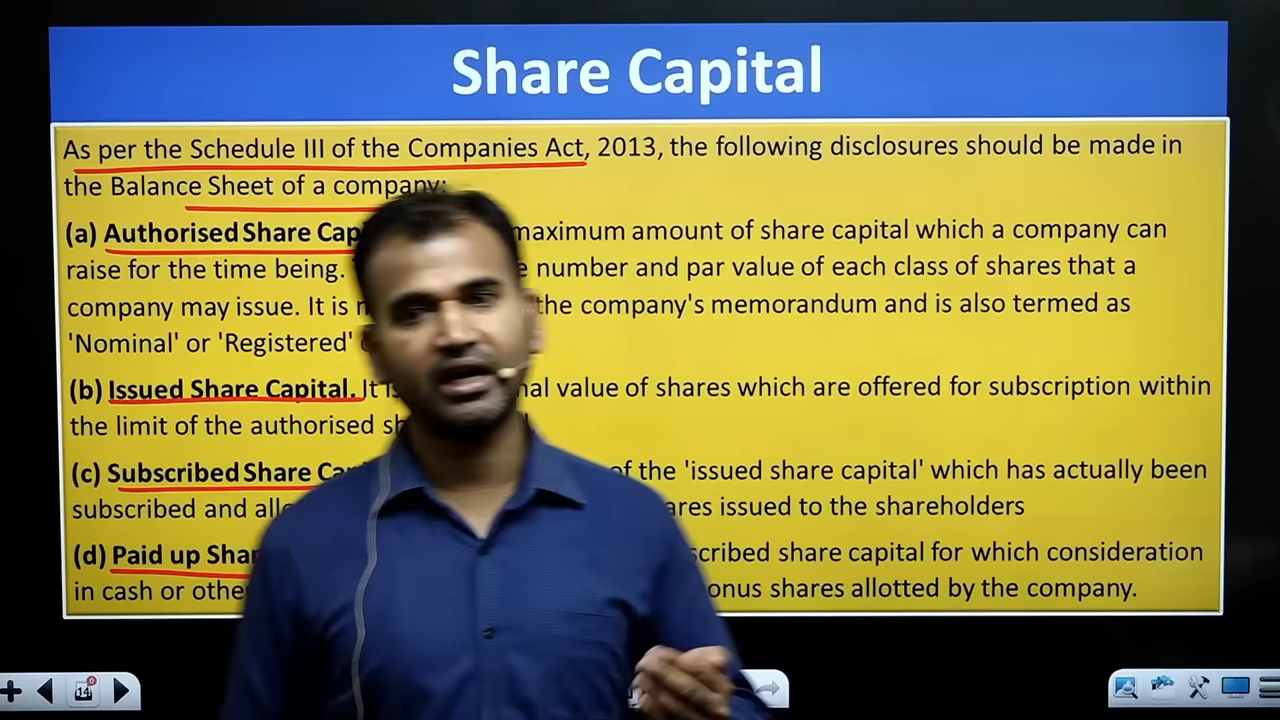 Share Capital
As per the Schedule III of the Companies Act, 2013, the following disclosures should be made in
the Balance Sheet of a company:
(a) Authorised Share maximum amount of share capital which a company can
raise for the time being. number and par value of each class of shares that a
company may issue. It is the company's memorandum and is also termed as
'Nominal' or 'Registered'
(b) Issued Share Capital. It value of shares which are offered for subscription within
the limit of the authorised
(c) Subscribed Share of the 'issued share capital' which has actually been
subscribed and issued to the shareholders
(d) Paid up share capital for which consideration
in cash or shares allotted by the company.
14
0